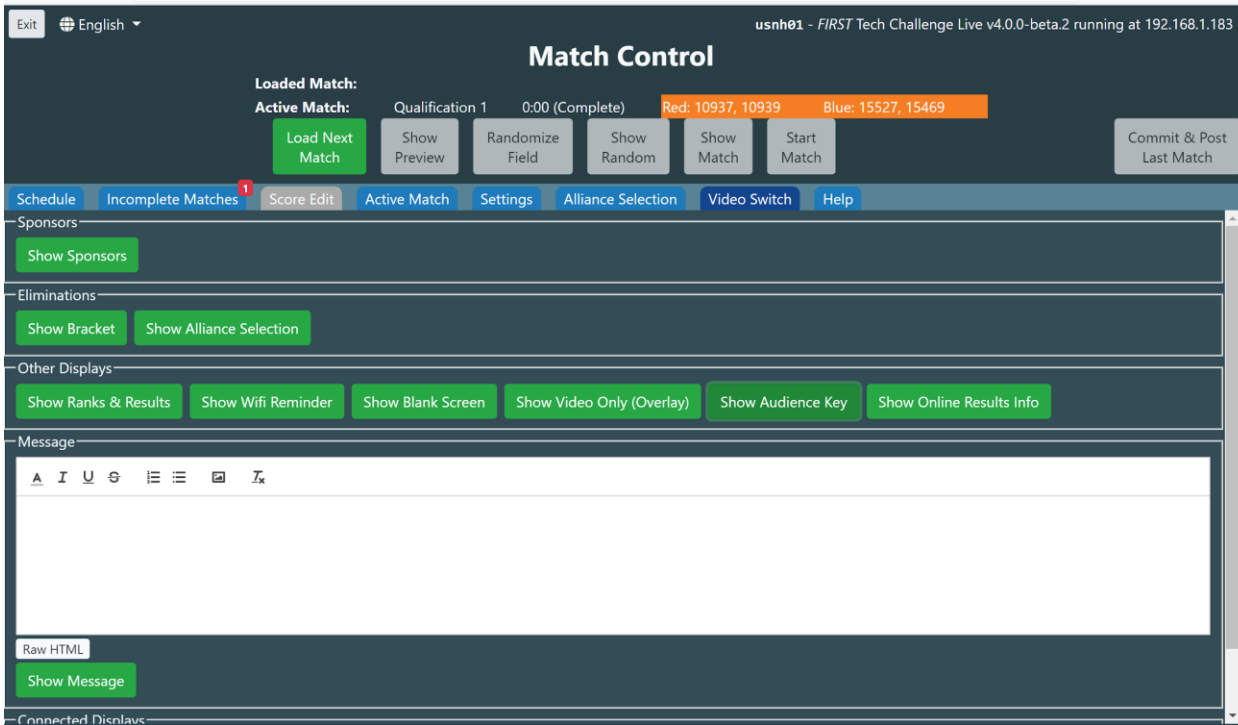 Exit English usnh01 - FIRST Tech Challenge Live v4.0.0-beta.2 running at 192.168.1.183
Match Control
Loaded Match:
Active Match: Qualification 1 0:00 (Complete) Red: 10937, 10939 Blue: 15527, 15469
Load Next Match
Show Preview
Randomize Field
Show Random
Show Match
Start Match
Commit & Post Last Match
Schedule Incomplete Matches 1 Score Edit Active Match Settings Alliance Selection Video Switch Help
Sponsors
Show Sponsors
Eliminations
Show Bracket Show Alliance Selection
Other Displays
Show Ranks & Results Show Wifi Reminder Show Blank Screen Show Video Only (Overlay) Show Audience Key Show Online Results Info
Message
A I U S Tx
Raw HTML
Show Message
Connected Displays